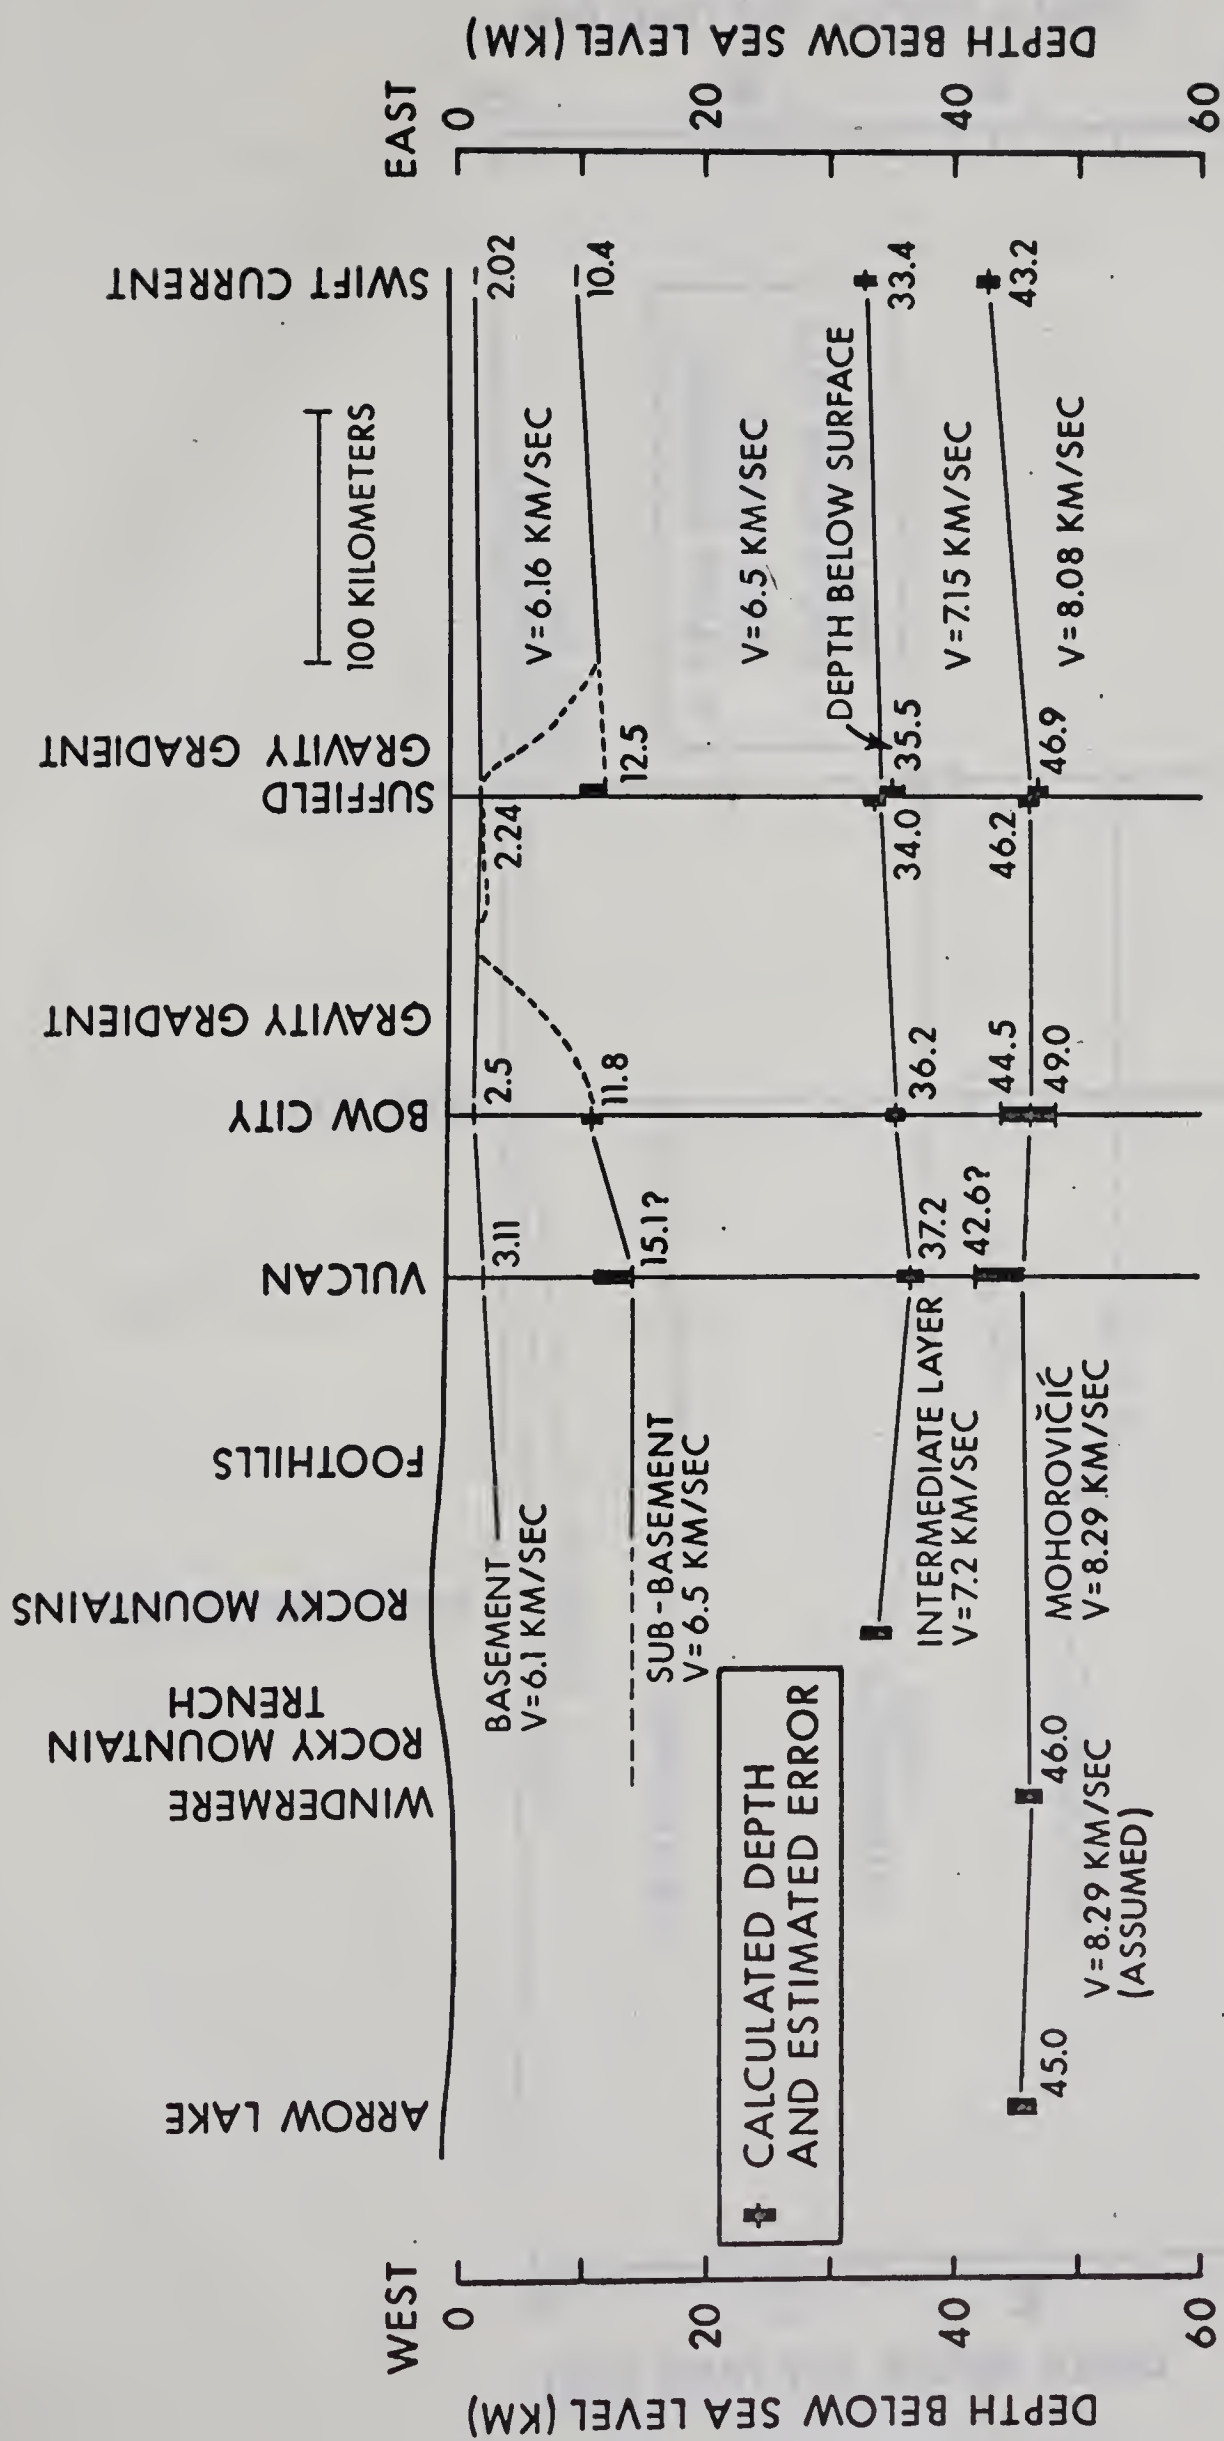 WEST
EAST
ARROW LAKE
WINDERMERE
ROCKY MOUNTAIN
TRENCH
ROCKY MOUNTAINS
FOOTHILLS
VULCAN
BOW CITY
GRAVITY GRADIENT
SUFFIELD
GRAVITY GRADIENT
SWIFT CURRENT
100 KILOMETERS
DEPTH BELOW SEA LEVEL (KM)
0
20
40
60
DEPTH BELOW SEA LEVEL (KM)
0
20
40
60
BASEMENT
V=6.1 KM/SEC
3.11
2.5
2.24
2.02
V=6.16 KM/SEC
SUB-BASEMENT
V=6.5 KM/SEC
15.1?
11.8
12.5
10.4
V=6.5 KM/SEC
DEPTH BELOW SURFACE
INTERMEDIATE LAYER
V=7.2 KM/SEC
37.2
36.2
34.0
35.5
33.4
V=7.15 KM/SEC
45.0
46.0
42.6?
44.5
49.0
46.2
46.9
43.2
V=8.29 KM/SEC
(ASSUMED)
MOHOROVIČIĆ
V=8.29 KM/SEC
V=8.08 KM/SEC
CALCULATED DEPTH
AND ESTIMATED ERROR